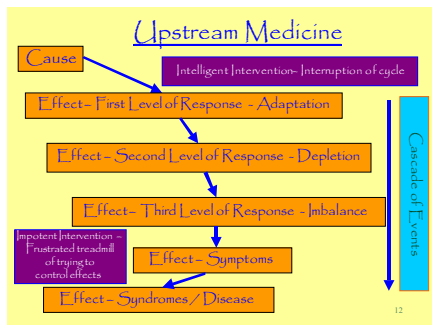 Upstream Medicine
Cause
Intelligent Intervention- Interruption of cycle
Effect – First Level of Response - Adaptation
Effect – Second Level of Response - Depletion
Effect – Third Level of Response - Imbalance
Impotent Intervention –
Frustrated treadmill
of trying to
control effects
Effect – Symptoms
Effect – Syndromes / Disease
Cascade of Events
12